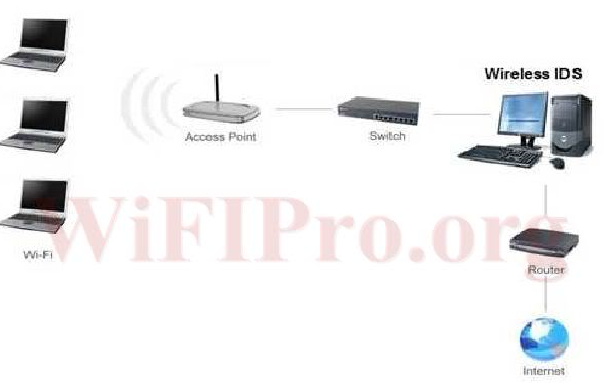 Wireless IDS
Access Point
Switch
WiFIPro.org
Wi-Fi
Router
Internet